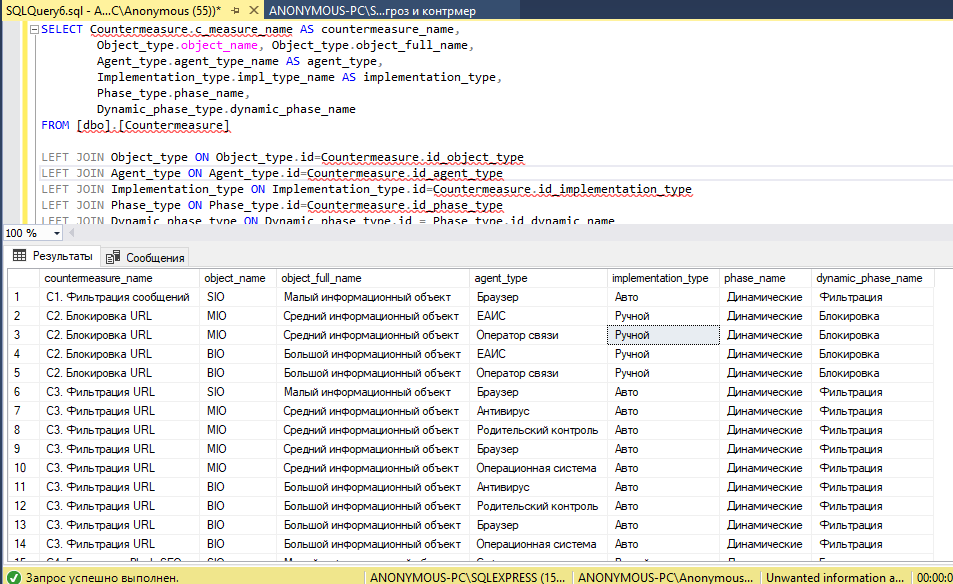 SQLQuery6.sql - A...C\Anonymous (55))*
ANONYMOUS-PC\S...гроз и контрмер
SELECT Countermeasure.c_measure_name AS countermeasure_name,
Object_type.object_name, Object_type.object_full_name,
Agent_type.agent_type_name AS agent_type,
Implementation_type.impl_type_name AS implementation_type,
Phase_type.phase_name,
Dynamic_phase_type.dynamic_phase_name
FROM [dbo].[Countermeasure]
LEFT JOIN Object_type ON Object_type.id=Countermeasure.id_object_type
LEFT JOIN Agent_type ON Agent_type.id=Countermeasure.id_agent_type
LEFT JOIN Implementation_type ON Implementation_type.id=Countermeasure.id_implementation_type
LEFT JOIN Phase_type ON Phase_type.id=Countermeasure.id_phase_type
LEFT JOIN Dynamic_phase_type ON Dynamic_phase_type.id = Phase_type.id_dynamic_name
100 %
Результаты Сообщения
countermeasure_name object_name object_full_name agent_type implementation_type phase_name dynamic_phase_name
1 C1. Фильтрация сообщений SIO Малый информационный объект Браузер Авто Динамические Фильтрация
2 C2. Блокировка URL MIO Средний информационный объект ЕАИС Ручной Динамические Блокировка
3 C2. Блокировка URL MIO Средний информационный объект Оператор связи Ручной Динамические Блокировка
4 C2. Блокировка URL BIO Большой информационный объект ЕАИС Ручной Динамические Блокировка
5 C2. Блокировка URL BIO Большой информационный объект Оператор связи Ручной Динамические Блокировка
6 C3. Фильтрация URL SIO Малый информационный объект Браузер Авто Динамические Фильтрация
7 C3. Фильтрация URL MIO Средний информационный объект Антивирус Авто Динамические Фильтрация
8 C3. Фильтрация URL MIO Средний информационный объект Родительский контроль Авто Динамические Фильтрация
9 C3. Фильтрация URL MIO Средний информационный объект Браузер Авто Динамические Фильтрация
10 C3. Фильтрация URL MIO Средний информационный объект Операционная система Авто Динамические Фильтрация
11 C3. Фильтрация URL BIO Большой информационный объект Антивирус Авто Динамические Фильтрация
12 C3. Фильтрация URL BIO Большой информационный объект Родительский контроль Авто Динамические Фильтрация
13 C3. Фильтрация URL BIO Большой информационный объект Браузер Авто Динамические Фильтрация
14 C3. Фильтрация URL BIO Большой информационный объект Операционная система Авто Динамические Фильтрация
Запрос успешно выполнен. ANONYMOUS-PC\SQLEXPRESS (15... ANONYMOUS-PC\Anonymous... Unwanted information a... 00:00:0